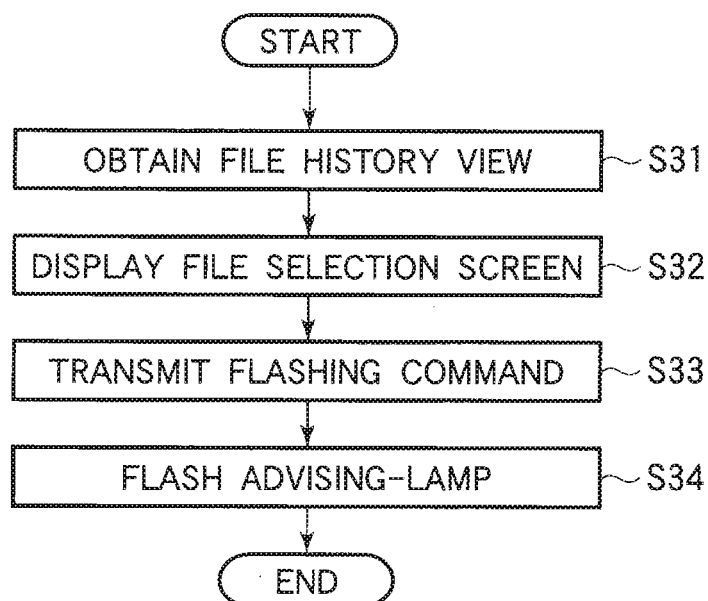 START
OBTAIN FILE HISTORY VIEW S31
DISPLAY FILE SELECTION SCREEN S32
TRANSMIT FLASHING COMMAND S33
FLASH ADVISING-LAMP S34
END